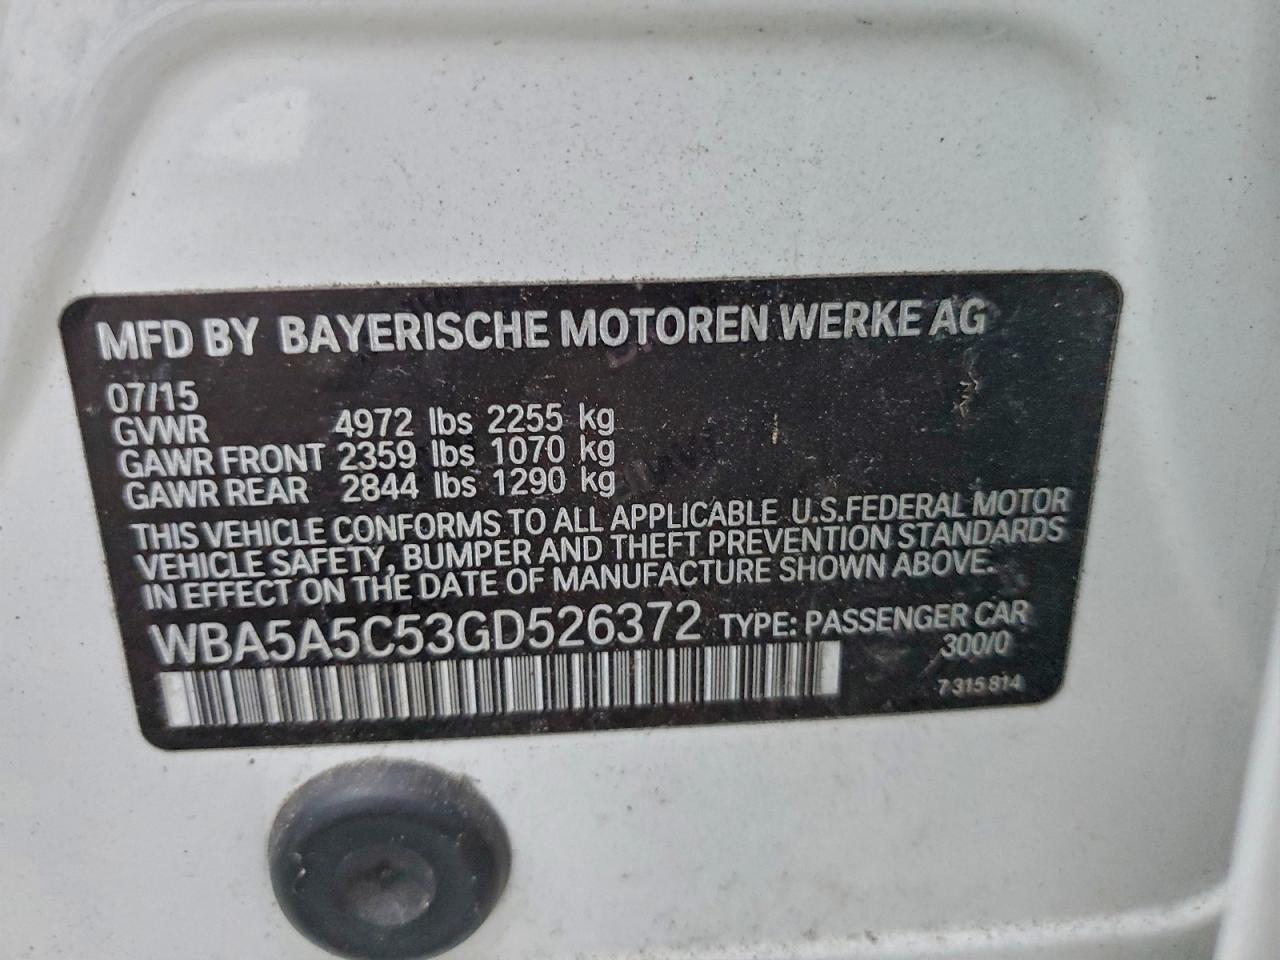 MFD BY BAYERISCHE MOTOREN WERKE AG
07/15
GVWR 4972 lbs 2255 kg
GAWR FRONT 2359 lbs 1070 kg
GAWR REAR 2844 lbs 1290 kg
THIS VEHICLE CONFORMS TO ALL APPLICABLE U.S.FEDERAL MOTOR
VEHICLE SAFETY, BUMPER AND THEFT PREVENTION STANDARDS
IN EFFECT ON THE DATE OF MANUFACTURE SHOWN ABOVE.
WBA5A5C53GD526372 TYPE: PASSENGER CAR
300/0
7 315 814